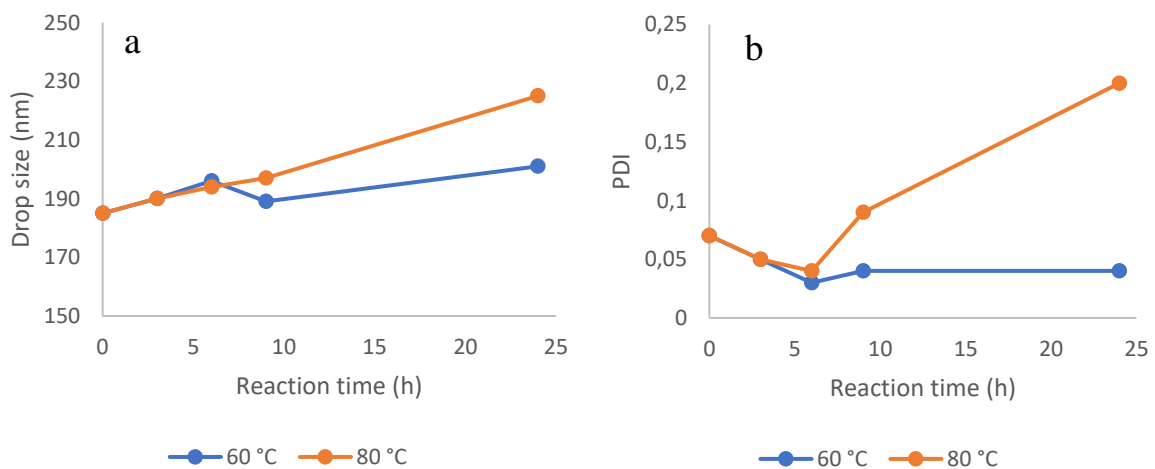 a
250
230
210
190
170
150
Drop size (nm)
0 5 10 15 20 25
Reaction time (h)
60 °C 80 °C
b
0,25
0,2
0,15
0,1
0,05
0
PDI
0 5 10 15 20 25
Reaction time (h)
60 °C 80 °C